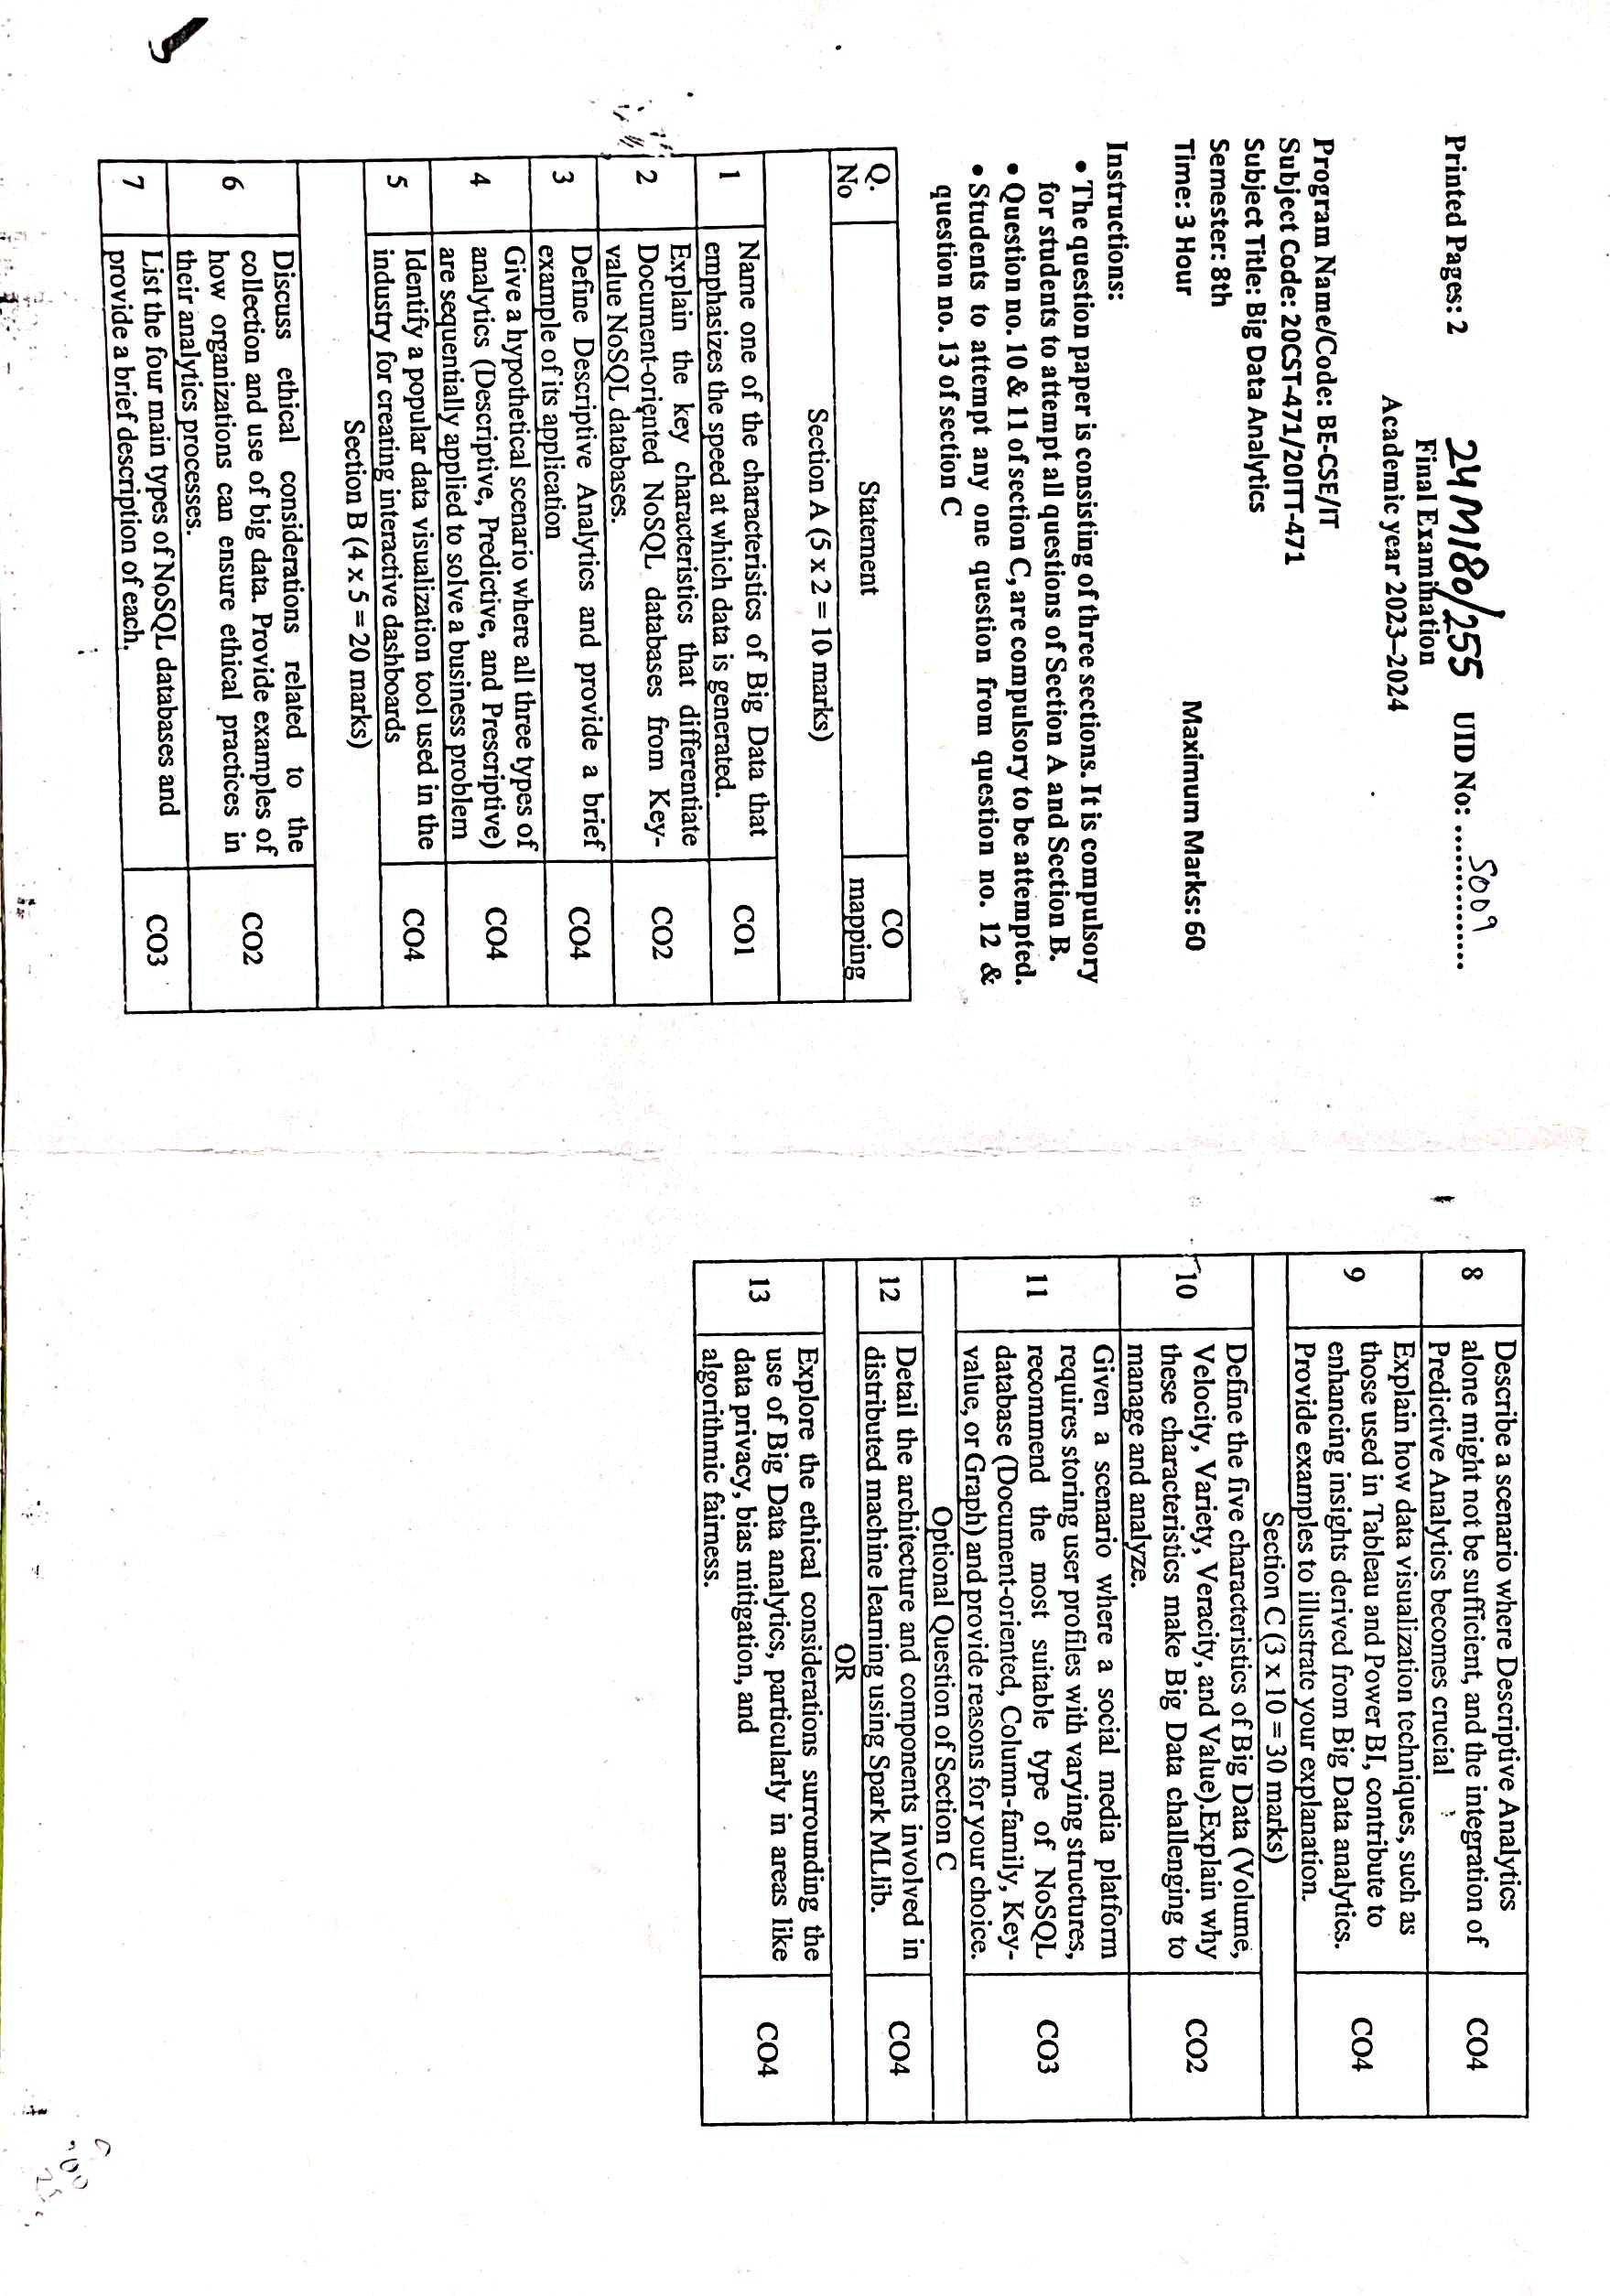 Printed Pages: 2
24M180/255 UID No: ............
5009
Final Examination
Academic year 2023–2024
Program Name/Code: BE-CSE/IT
Subject Code: 20CST-471/20ITT-471
Subject Title: Big Data Analytics
Semester: 8th
Time: 3 Hour Maximum Marks: 60
Instructions:
• The question paper is consisting of three sections. It is compulsory
for students to attempt all questions of Section A and Section B.
• Question no. 10 & 11 of section C, are compulsory to be attempted.
• Students to attempt any one question from question no. 12 &
question no. 13 of section C
Q. Statement CO
No mapping
Section A (5 x 2 = 10 marks)
1 Name one of the characteristics of Big Data that CO1
emphasizes the speed at which data is generated.
2 Explain the key characteristics that differentiate CO2
Document-oriented NoSQL databases from Key-
value NoSQL databases.
3 Define Descriptive Analytics and provide a brief CO4
example of its application
4 Give a hypothetical scenario where all three types of CO4
analytics (Descriptive, Predictive, and Prescriptive)
are sequentially applied to solve a business problem
5 Identify a popular data visualization tool used in the CO4
industry for creating interactive dashboards
Section B (4 x 5 = 20 marks)
6 Discuss ethical considerations related to the CO2
collection and use of big data. Provide examples of
how organizations can ensure ethical practices in
their analytics processes.
7 List the four main types of NoSQL databases and CO3
provide a brief description of each.
8 Describe a scenario where Descriptive Analytics CO4
alone might not be sufficient, and the integration of
Predictive Analytics becomes crucial
9 Explain how data visualization techniques, such as CO4
those used in Tableau and Power BI, contribute to
enhancing insights derived from Big Data analytics.
Provide examples to illustrate your explanation.
Section C (3 x 10 = 30 marks)
10 Define the five characteristics of Big Data (Volume, CO2
Velocity, Variety, Veracity, and Value).Explain why
these characteristics make Big Data challenging to
manage and analyze.
11 Given a scenario where a social media platform CO3
requires storing user profiles with varying structures,
recommend the most suitable type of NoSQL
database (Document-oriented, Column-family, Key-
value, or Graph) and provide reasons for your choice.
Optional Question of Section C
12 Detail the architecture and components involved in CO4
distributed machine learning using Spark MLlib.
OR
13 Explore the ethical considerations surrounding the CO4
use of Big Data analytics, particularly in areas like
data privacy, bias mitigation, and
algorithmic fairness.